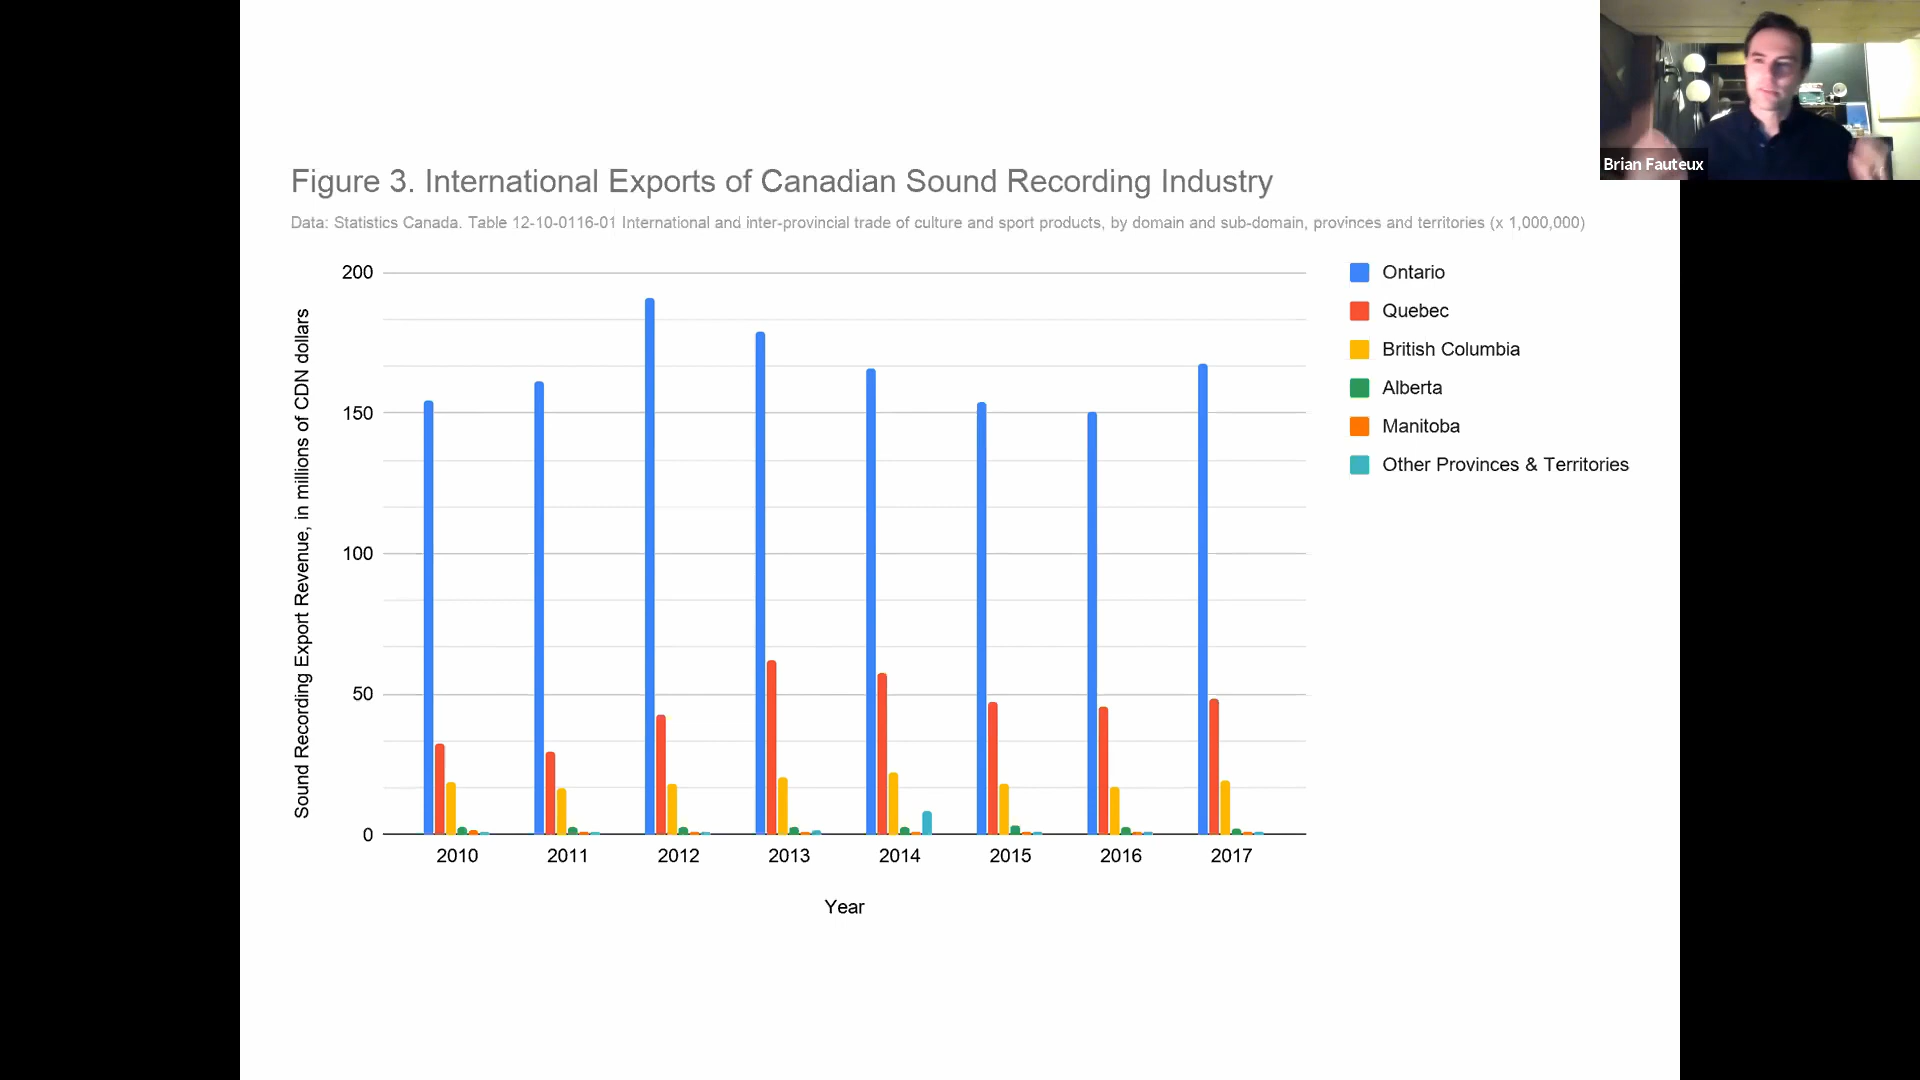 Brian Fauteux
Figure 3. International Exports of Canadian Sound Recording Industry
Data: Statistics Canada. Table 12-10-0116-01 International and inter-provincial trade of culture and sport products, by domain and sub-domain, provinces and territories (x 1,000,000)
Sound Recording Export Revenue, in millions of CDN dollars
200
150
100
50
0
2010 2011 2012 2013 2014 2015 2016 2017
Year
Ontario
Quebec
British Columbia
Alberta
Manitoba
Other Provinces & Territories